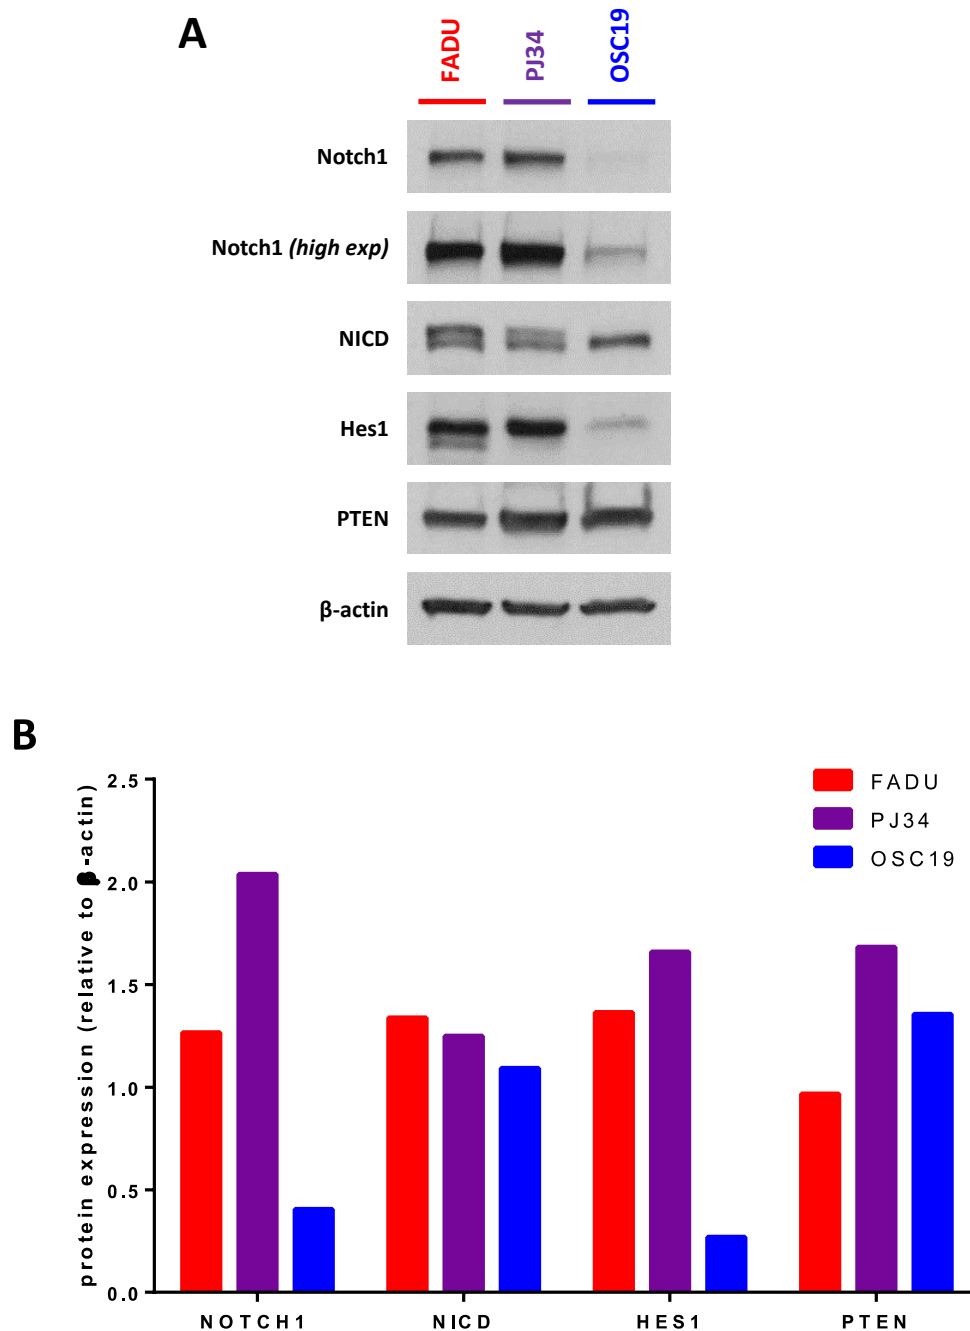 A
FADU
PJ34
OSC19
Notch1
Notch1 (high exp)
NICD
Hes1
PTEN
β-actin
B
protein expression (relative to β-actin)
2.5
2.0
1.5
1.0
0.5
0.0
FADU
PJ34
OSC19
NOTCH1
NICD
HES1
PTEN